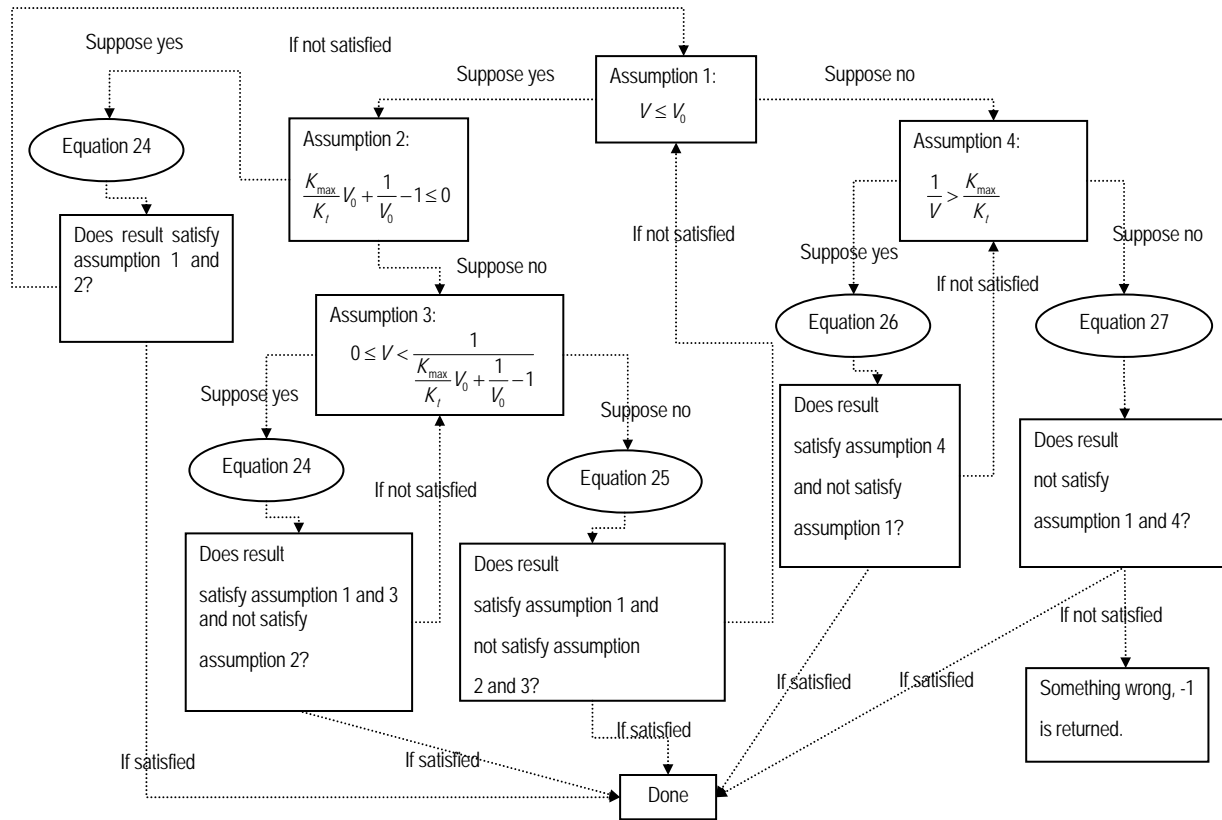 Suppose yes
If not satisfied
Suppose yes
Assumption 1:
V ≤ V₀
Suppose no
Equation 24
Assumption 2:
K_max/K_t V₀ + 1/V₀ − 1 ≤ 0
Assumption 4:
1/V > K_max/K_t
Does result satisfy
assumption 1 and
2?
If not satisfied
Suppose no
Suppose yes
Suppose no
If not satisfied
Assumption 3:
0 ≤ V < 1/(K_max/K_t V₀ + 1/V₀ − 1)
Equation 26
Equation 27
Suppose yes
Suppose no
Does result
satisfy assumption 4
and not satisfy
assumption 1?
Does result
not satisfy
assumption 1 and 4?
Equation 24
If not satisfied
Equation 25
Does result
satisfy assumption 1 and 3
and not satisfy
assumption 2?
Does result
satisfy assumption 1 and
not satisfy assumption
2 and 3?
If not satisfied
If satisfied
If satisfied
Something wrong, -1
is returned.
If satisfied
If satisfied
If satisfied
Done